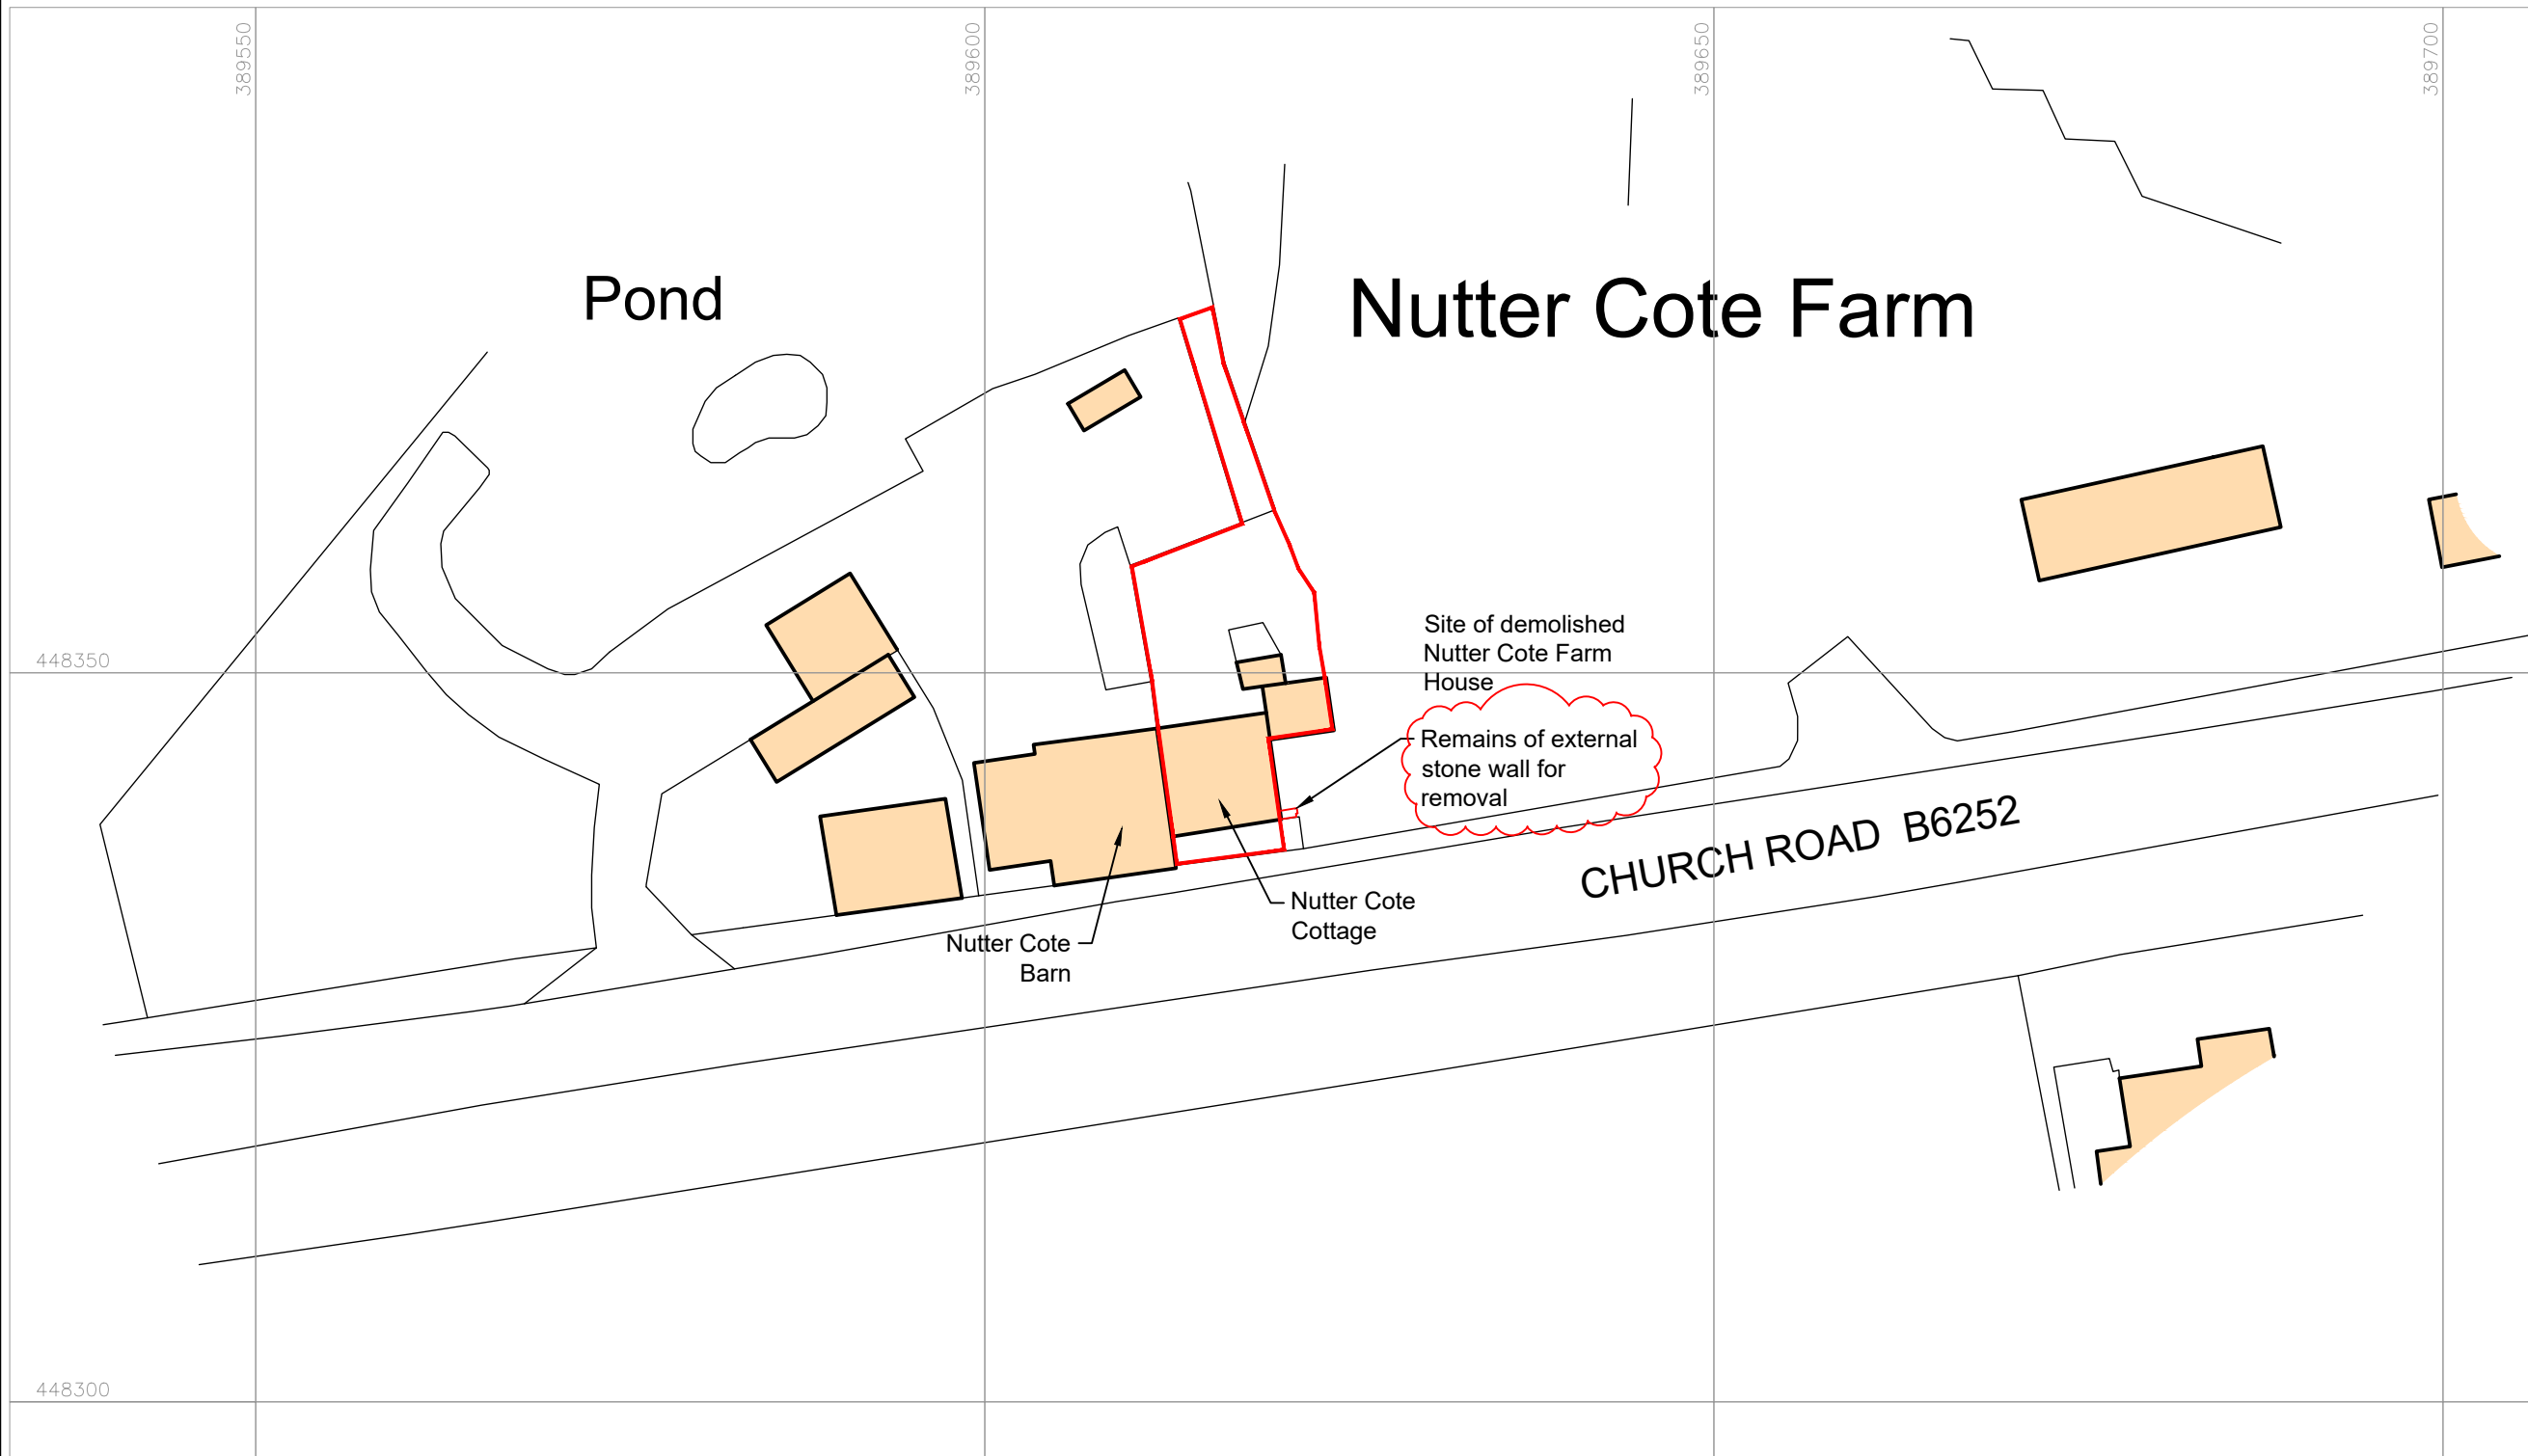 389550
389600
389650
389700
Pond
Nutter Cote Farm
Site of demolished
Nutter Cote Farm
House
448350
Remains of external
stone wall for
removal
CHURCH ROAD B6252
Nutter Cote
Cottage
Nutter Cote
Barn
448300